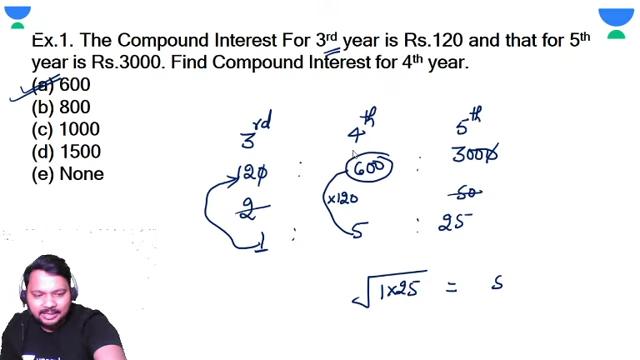 Ex.1. The Compound Interest For 3rd year is Rs.120 and that for 5th
year is Rs.3000. Find Compound Interest for 4th year.
(a) 600
(b) 800
(c) 1000
(d) 1500
(e) None
3rd 4th 5th
120 : 600 : 3000
2 ×120 50
1 : 5 : 25
√1×25 = 5